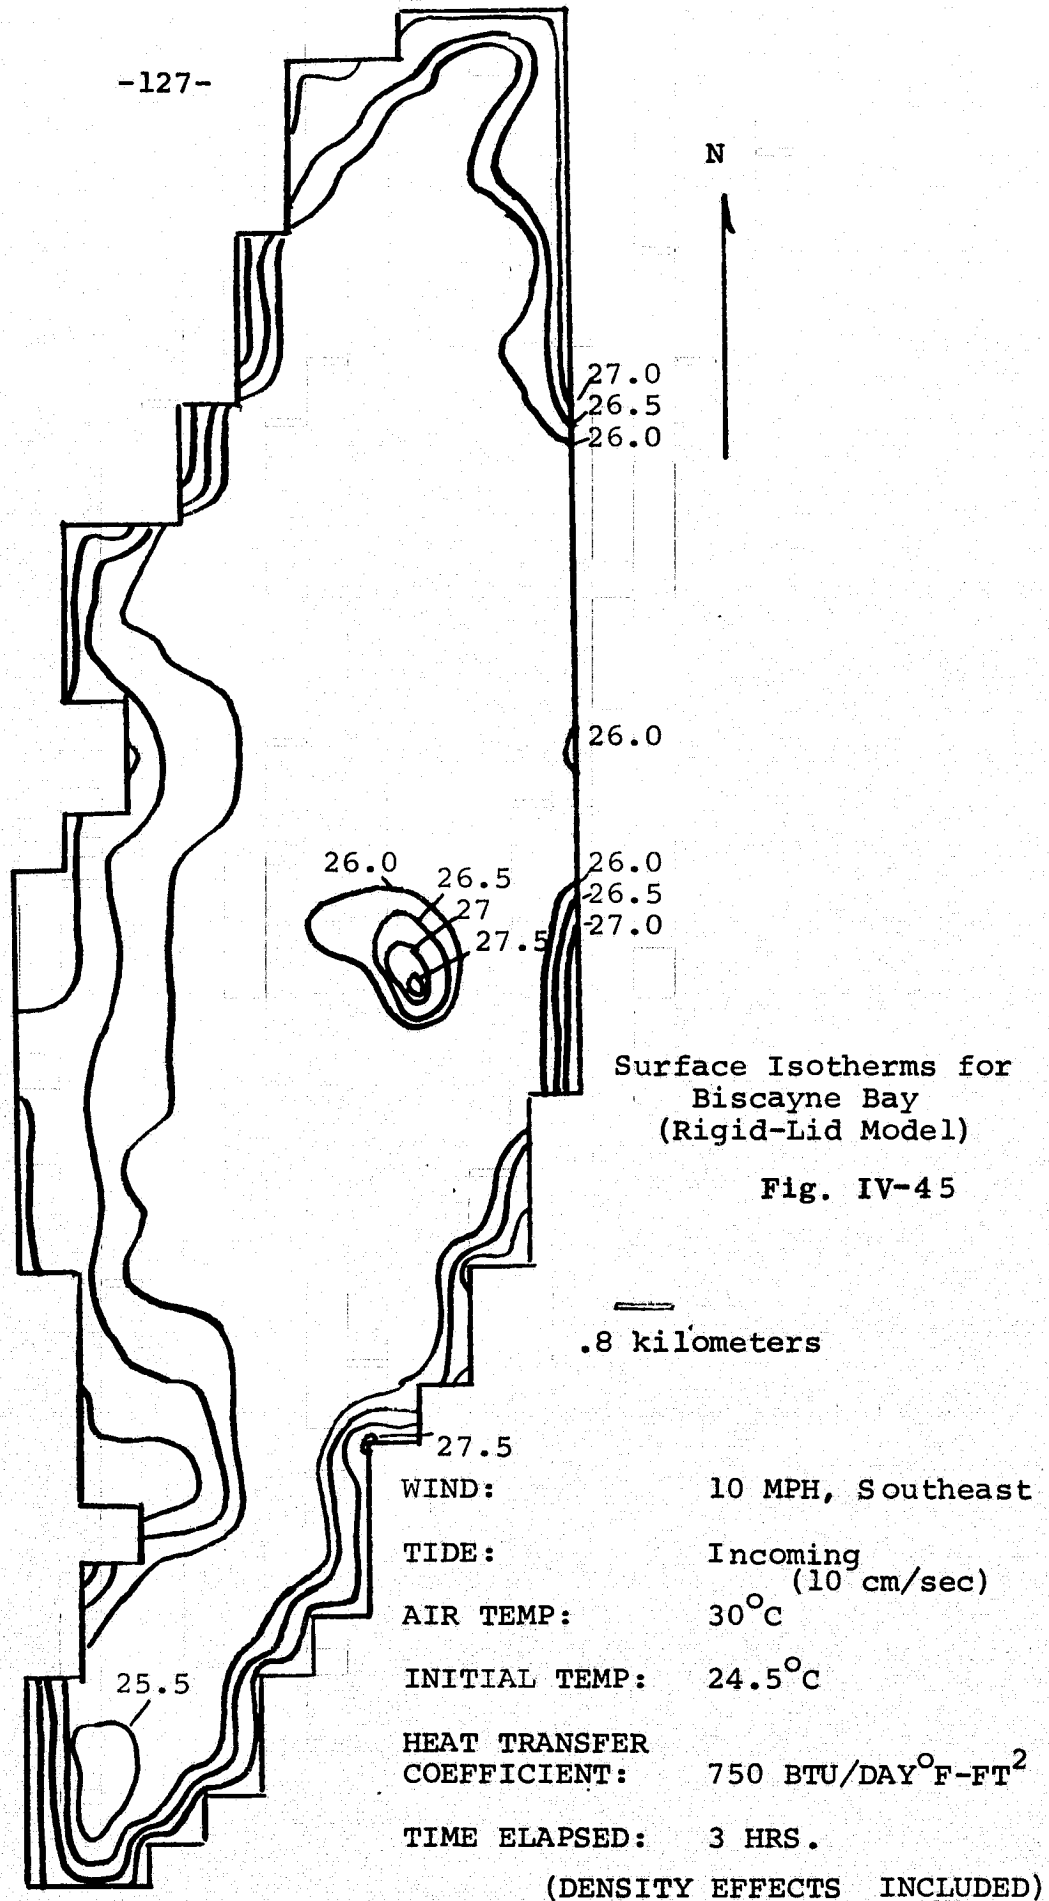 -127-
N
27.0
26.5
26.0
26.0
26.0
26.5
27
27.5
26.0
26.5
27.0
Surface Isotherms for
Biscayne Bay
(Rigid-Lid Model)
Fig. IV-45
.8 kilometers
27.5
WIND: 10 MPH, Southeast
TIDE: Incoming
(10 cm/sec)
AIR TEMP: 30°C
INITIAL TEMP: 24.5°C
25.5
HEAT TRANSFER
COEFFICIENT: 750 BTU/DAY°F-FT²
TIME ELAPSED: 3 HRS.
(DENSITY EFFECTS INCLUDED)